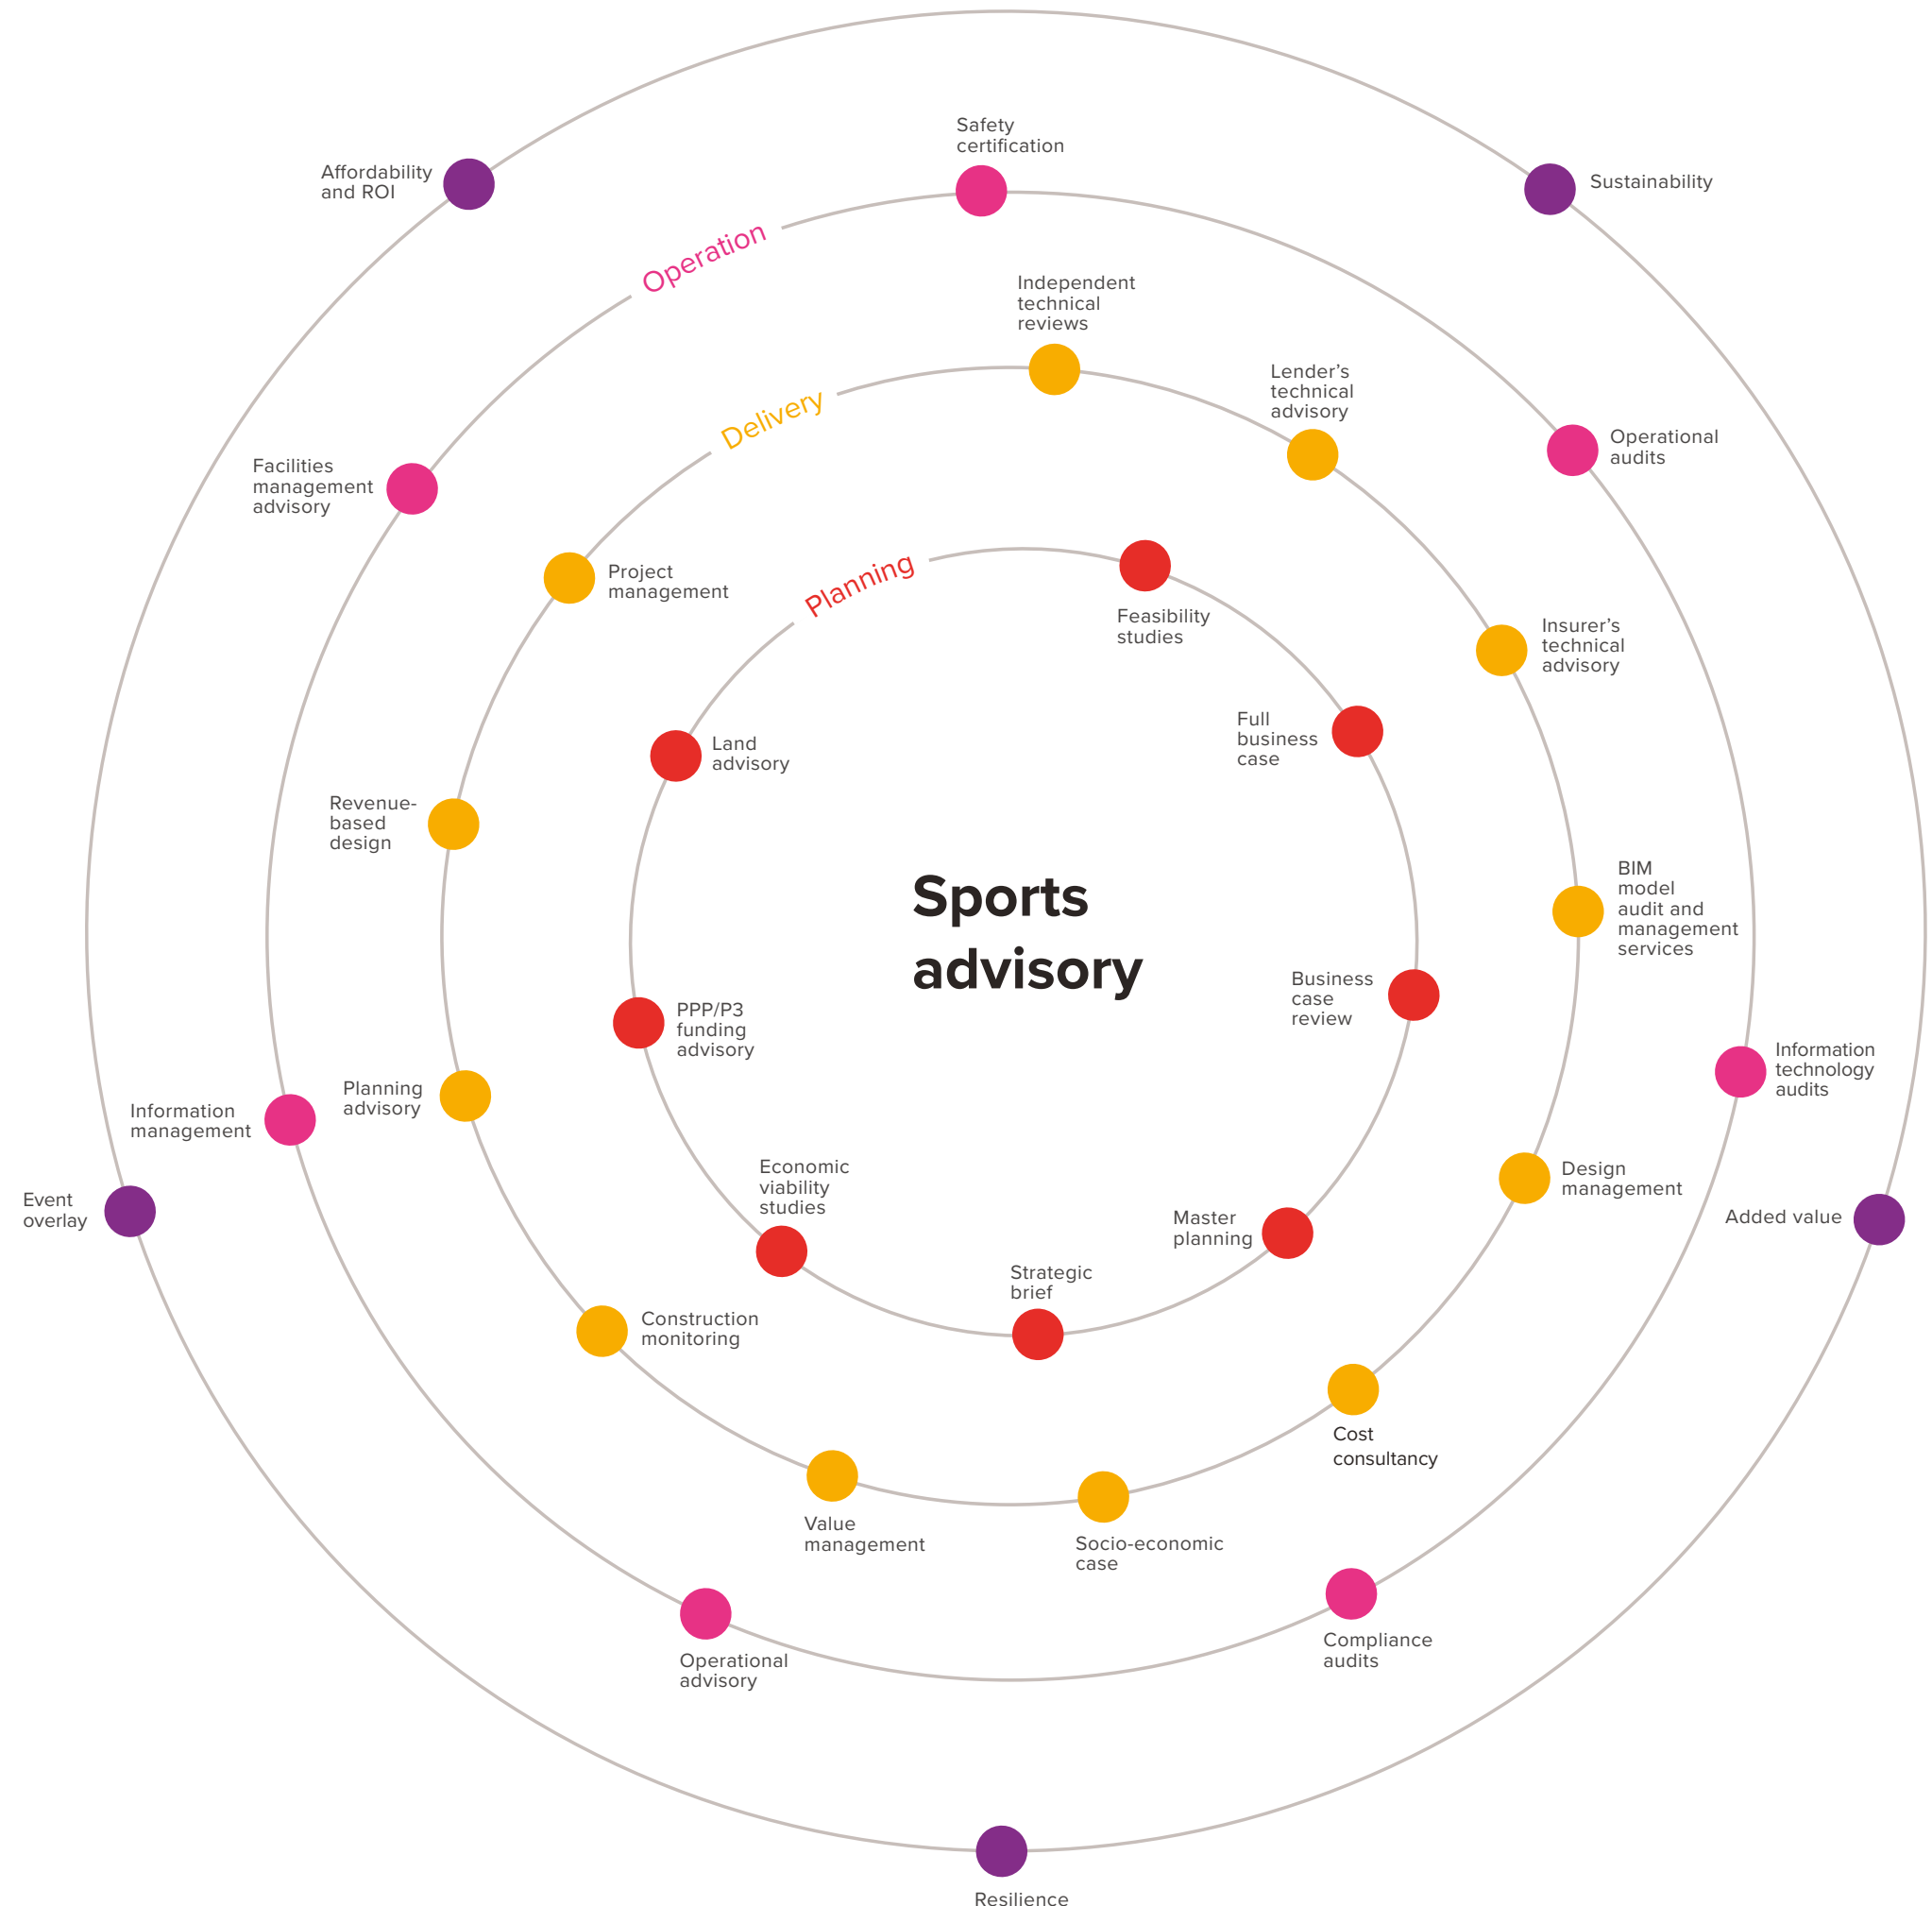 Safety
certification
Affordability
and ROI
Sustainability
Operation
Independent
technical
reviews
Lender’s
technical
advisory
Delivery
Operational
audits
Facilities
management
advisory
Project
management
Planning
Feasibility
studies
Insurer’s
technical
advisory
Full
business
case
Land
advisory
Revenue-
based
design
Sports
advisory
BIM
model
audit and
management
services
Business
case
review
PPP/P3
funding
advisory
Information
technology
audits
Planning
advisory
Information
management
Economic
viability
studies
Design
management
Event
overlay
Master
planning
Added value
Strategic
brief
Construction
monitoring
Cost
consultancy
Value
management
Socio-economic
case
Compliance
audits
Operational
advisory
Resilience